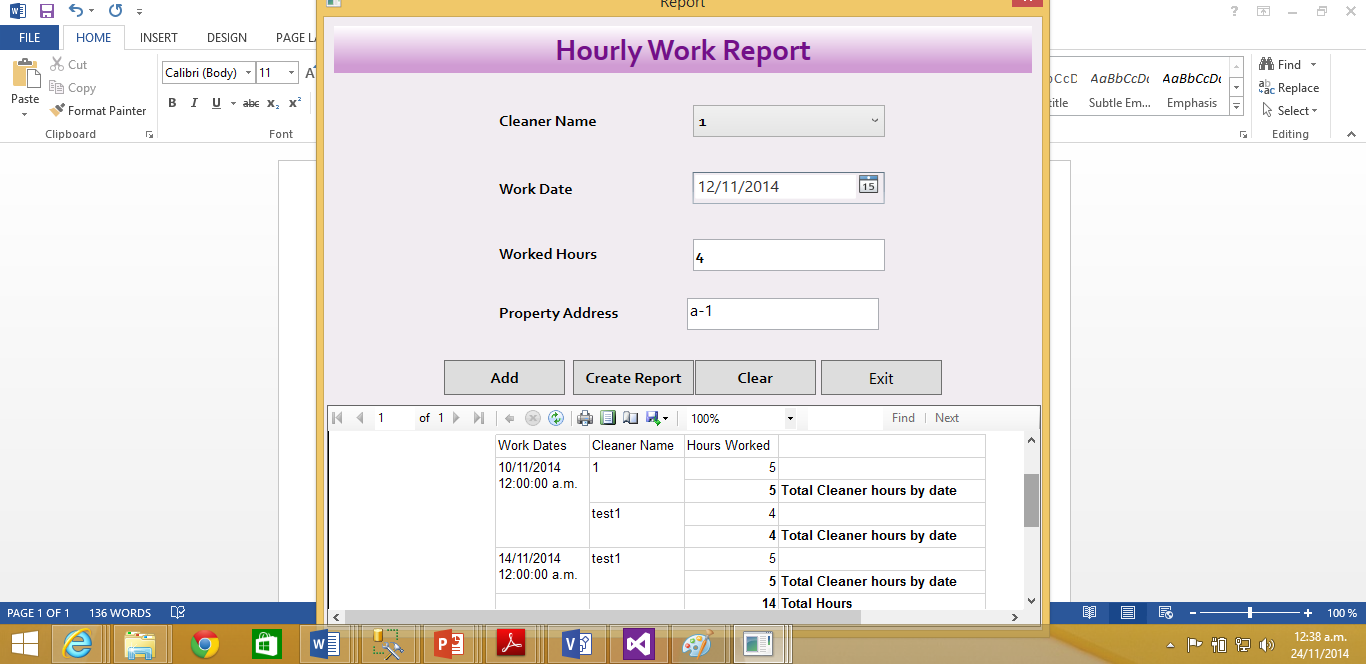 Report
FILE HOME INSERT DESIGN PAGE
Cut
Copy
Paste
Format Painter
Clipboard
Calibri (Body) 11
B I U abc x₂ x²
Font
AaBbCcDc AaBbCcDc
Subtle Em... Emphasis
Find
Replace
Select
Editing
Hourly Work Report
Cleaner Name 1
Work Date 12/11/2014 15
Worked Hours 4
Property Address a-1
Add Create Report Clear Exit
1 of 1 100% Find | Next
Work Dates Cleaner Name Hours Worked
10/11/2014 1 5
12:00:00 a.m.
5 Total Cleaner hours by date
test1 4
4 Total Cleaner hours by date
14/11/2014 test1 5
12:00:00 a.m.
5 Total Cleaner hours by date
14 Total Hours
PAGE 1 OF 1 136 WORDS 100 %
12:38 a.m.
24/11/2014